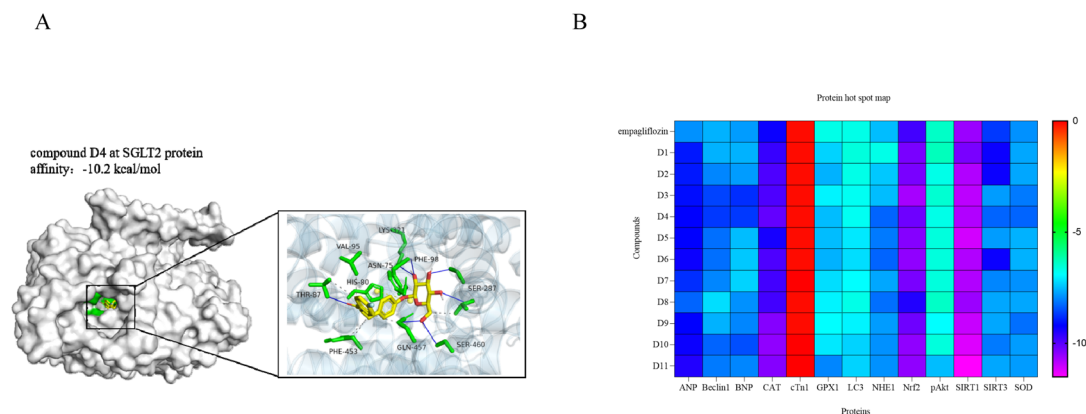 A
B
compound D4 at SGLT2 protein
affinity: -10.2 kcal/mol
LYS-321
VAL-95
PHE-98
ASN-75
HIS-80
SER-287
THR-87
PHE-453
GLN-457
SER-460
Protein hot spot map
empagliflozin
D1
D2
D3
D4
D5
D6
D7
D8
D9
D10
D11
Compounds
ANP Beclin1 BNP CAT cTn1 GPX1 LC3 NHE1 Nrf2 pAkt SIRT1 SIRT3 SOD
Proteins
0
-5
-10